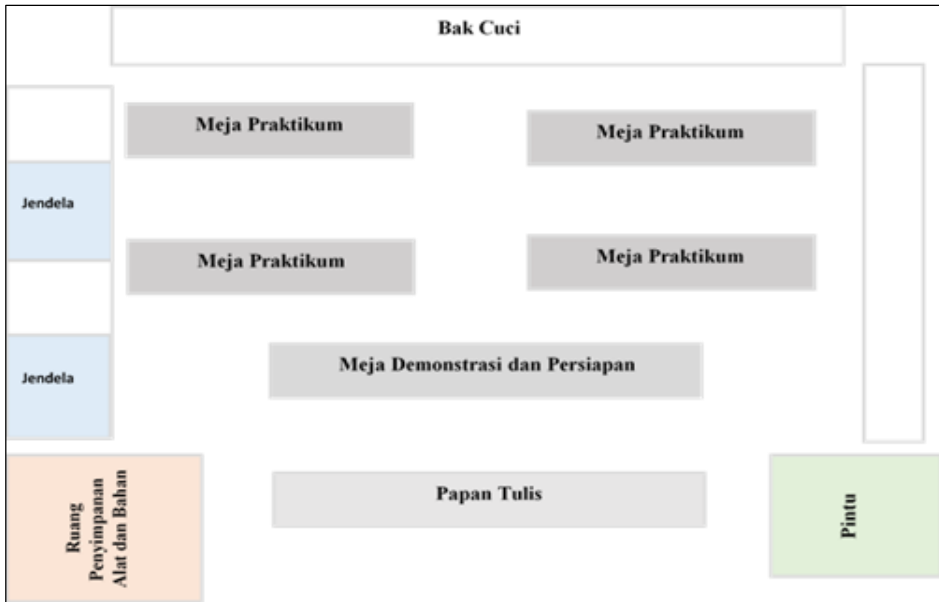 Bak Cuci
Meja Praktikum
Meja Praktikum
Jendela
Meja Praktikum
Meja Praktikum
Meja Demonstrasi dan Persiapan
Jendela
Ruang
Penyimpanan
Alat dan Bahan
Papan Tulis
Pintu